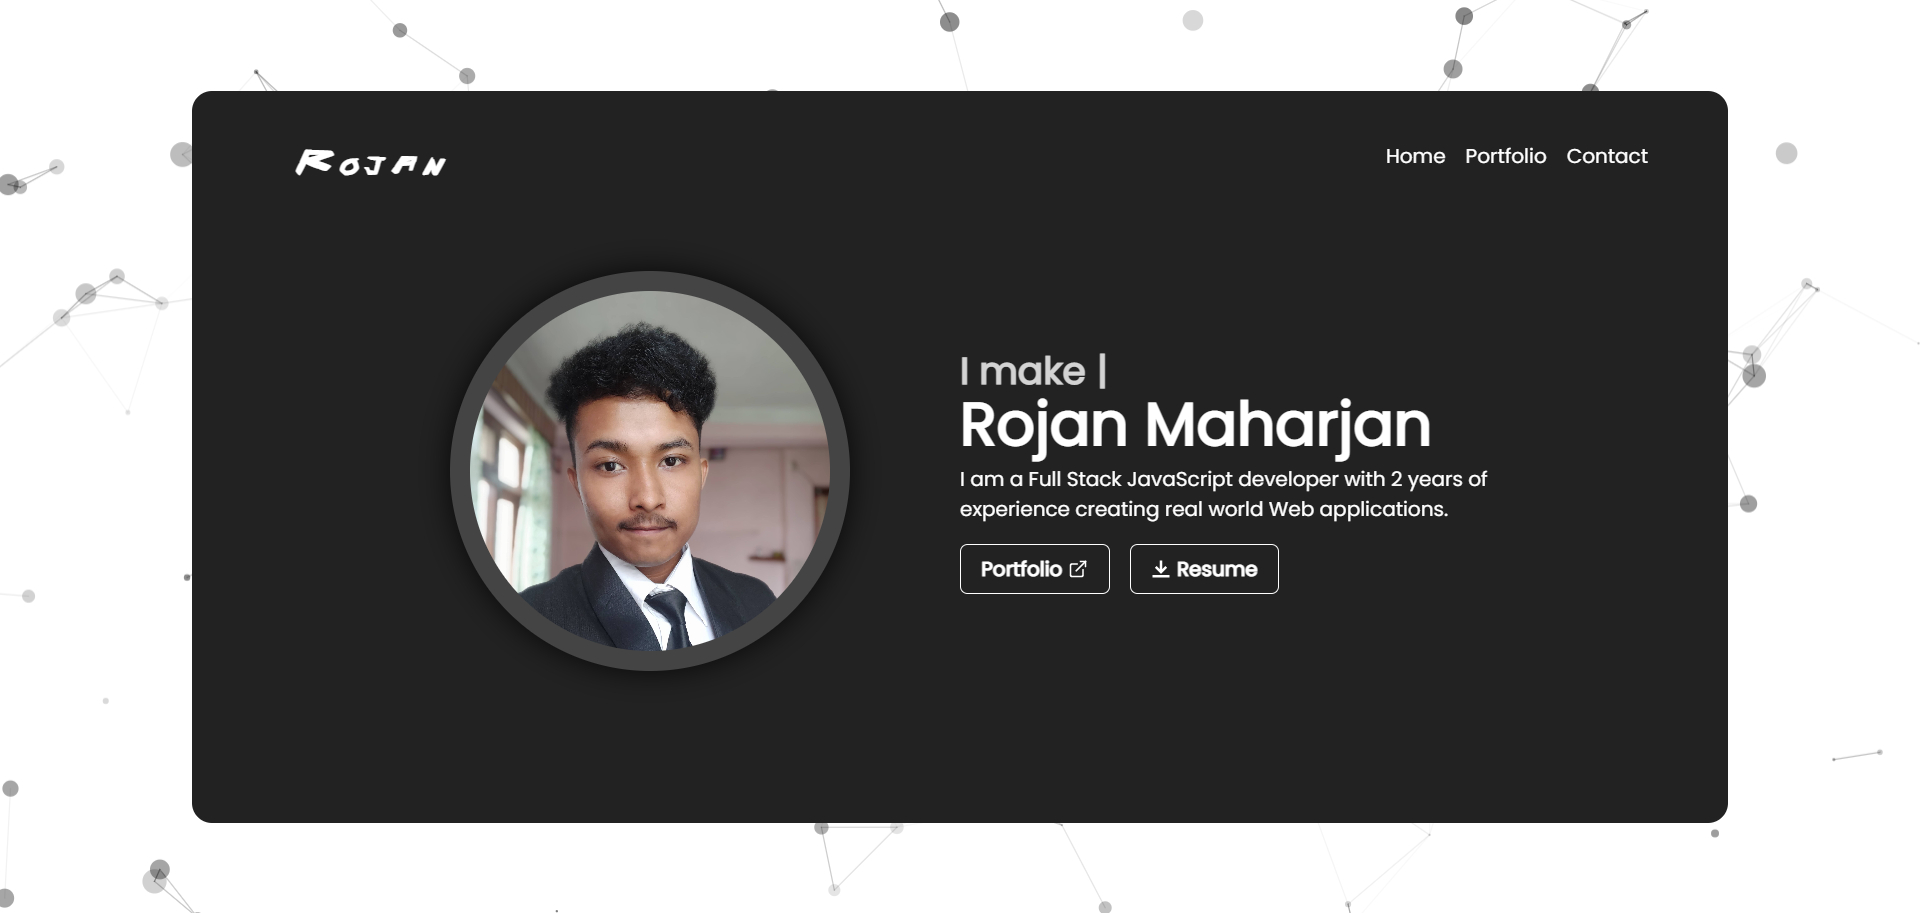 ROJAN
Home Portfolio Contact
I make |
Rojan Maharjan
I am a Full Stack JavaScript developer with 2 years of
experience creating real world Web applications.
Portfolio
Resume